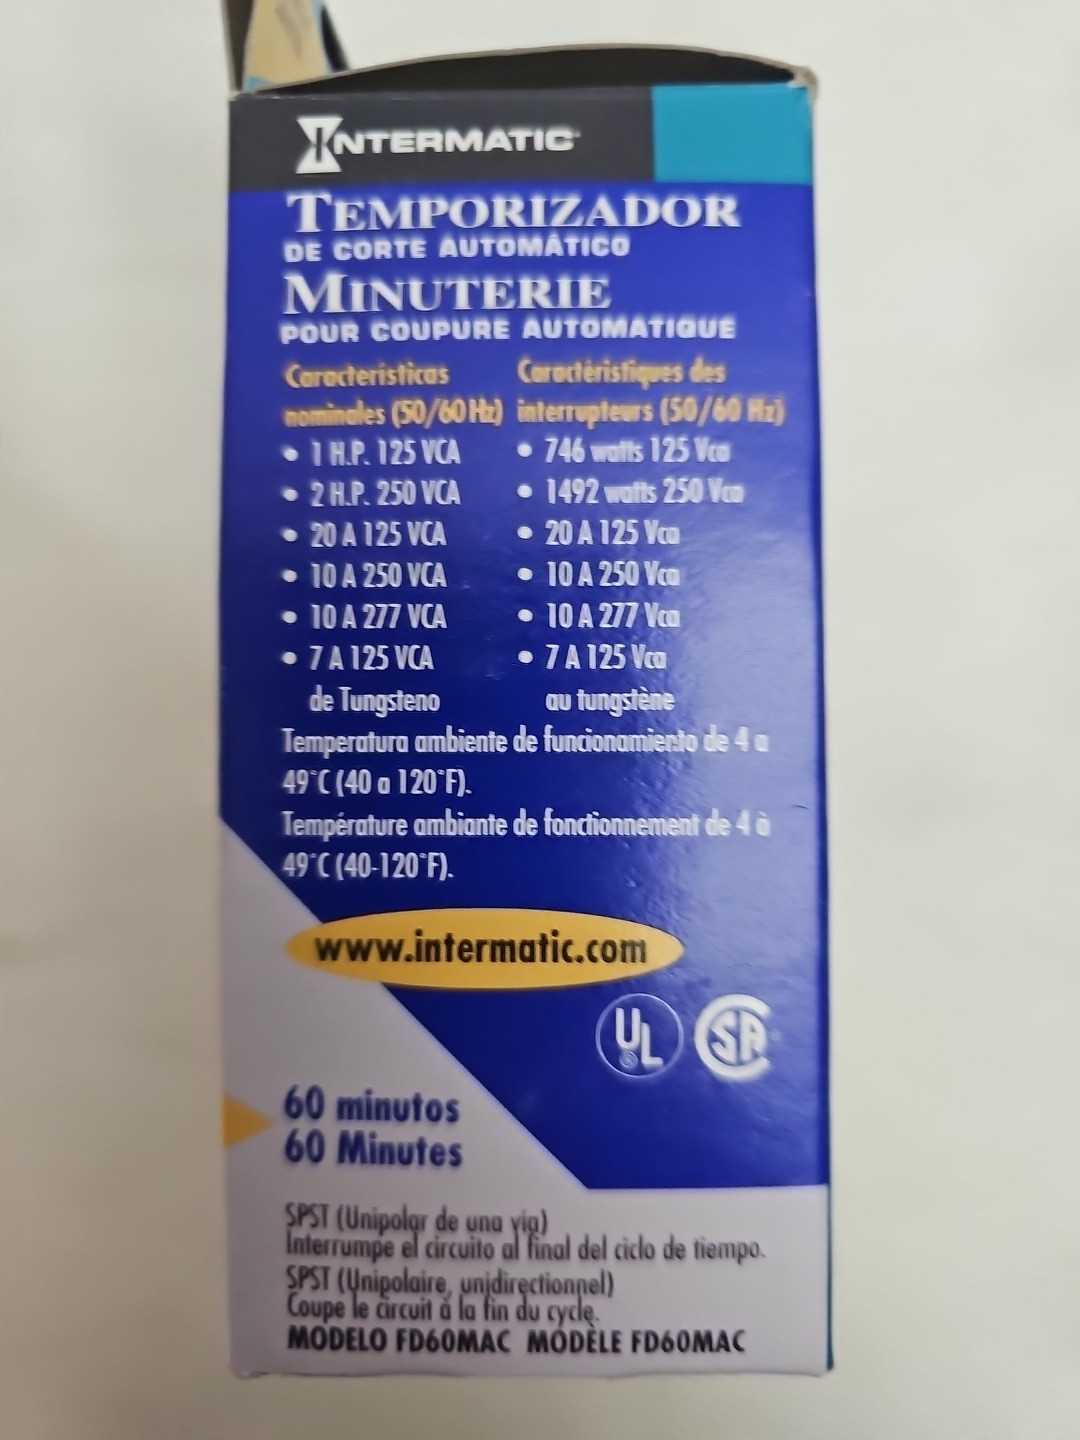 INTERMATIC
TEMPORIZADOR
DE CORTE AUTOMÁTICO
MINUTERIE
POUR COUPURE AUTOMATIQUE
Características
nominales (50/60 Hz)
• 1 H.P. 125 VCA
• 2 H.P. 250 VCA
• 20 A 125 VCA
• 10 A 250 VCA
• 10 A 277 VCA
• 7 A 125 VCA
de Tungsteno
Caractéristiques des
interrupteurs (50/60 Hz)
• 746 watts 125 Vca
• 1492 watts 250 Vca
• 20 A 125 Vca
• 10 A 250 Vca
• 10 A 277 Vca
• 7 A 125 Vca
au tungstène
Temperatura ambiente de funcionamiento de 4 a
49°C (40 a 120°F).
Température ambiante de fonctionnement de 4 à
49°C (40-120°F).
www.intermatic.com
UL
SA
60 minutos
60 Minutes
SPST (Unipolar de una vía)
Interrumpe el circuito al final del ciclo de tiempo.
SPST (Unipolaire, unidirectionnel)
Coupe le circuit à la fin du cycle.
MODELO FD60MAC MODÈLE FD60MAC